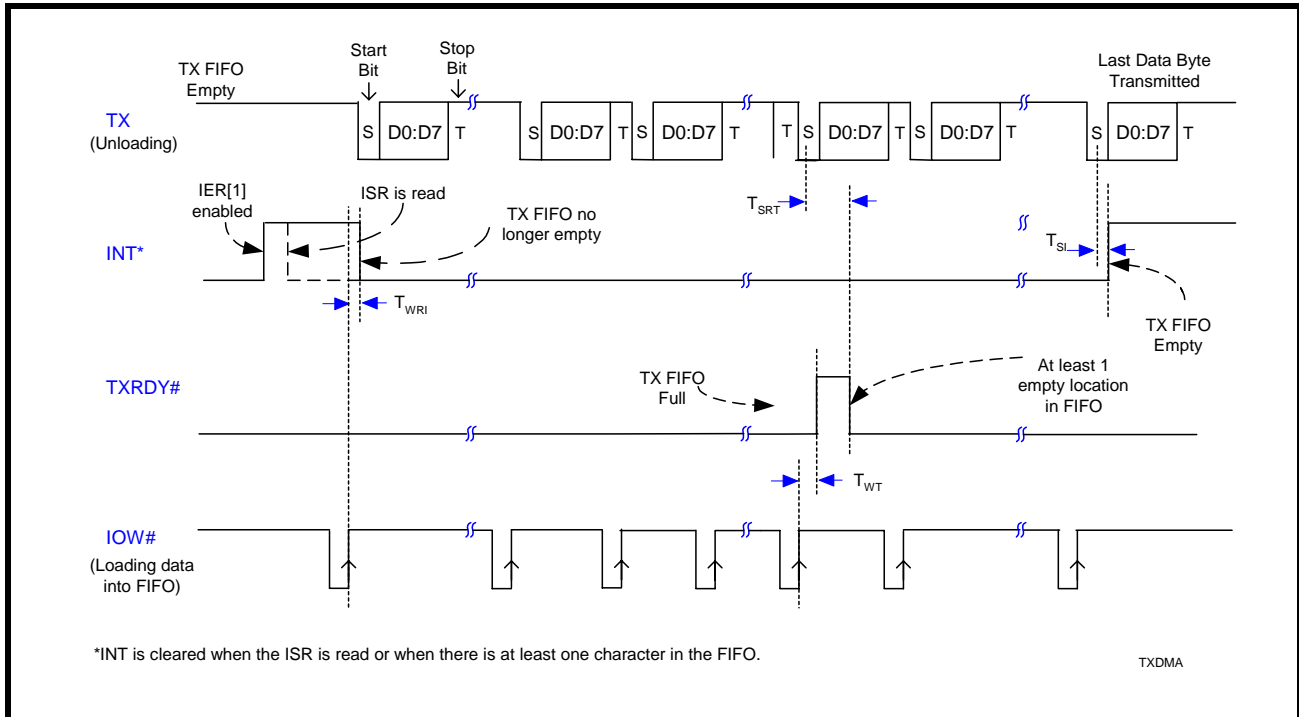 Start
Bit
Stop
Bit
TX FIFO
Empty
Last Data Byte
Transmitted
TX
(Unloading)
S D0:D7 T S D0:D7 T S D0:D7 T T S D0:D7 T S D0:D7 T S D0:D7 T
IER[1]
enabled
ISR is read
TX FIFO no
longer empty
TSRT
TSI
INT*
TWRI
TX FIFO
Empty
TXRDY#
TX FIFO
Full
At least 1
empty location
in FIFO
TWT
IOW#
(Loading data
into FIFO)
*INT is cleared when the ISR is read or when there is at least one character in the FIFO.
TXDMA